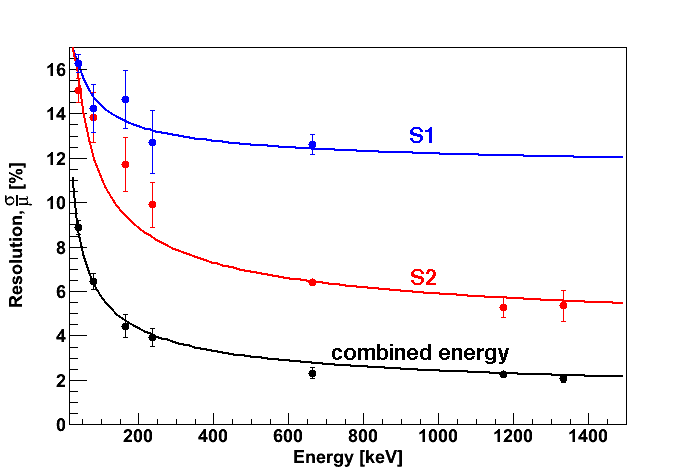 16
14
12
10
8
6
4
2
0
Resolution, σ/μ [%]
S1
S2
combined energy
200 400 600 800 1000 1200 1400
Energy [keV]